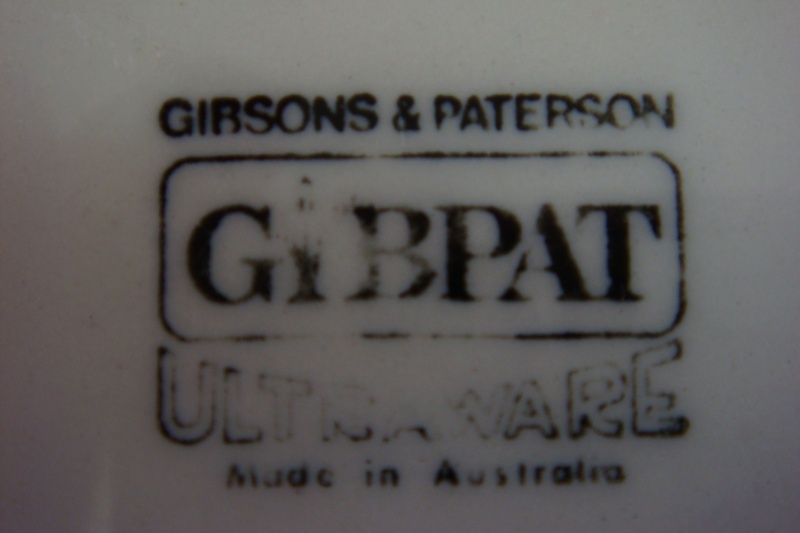 GIBSONS & PATERSON
GiBPAT
ULTRAWARE
Made in Australia